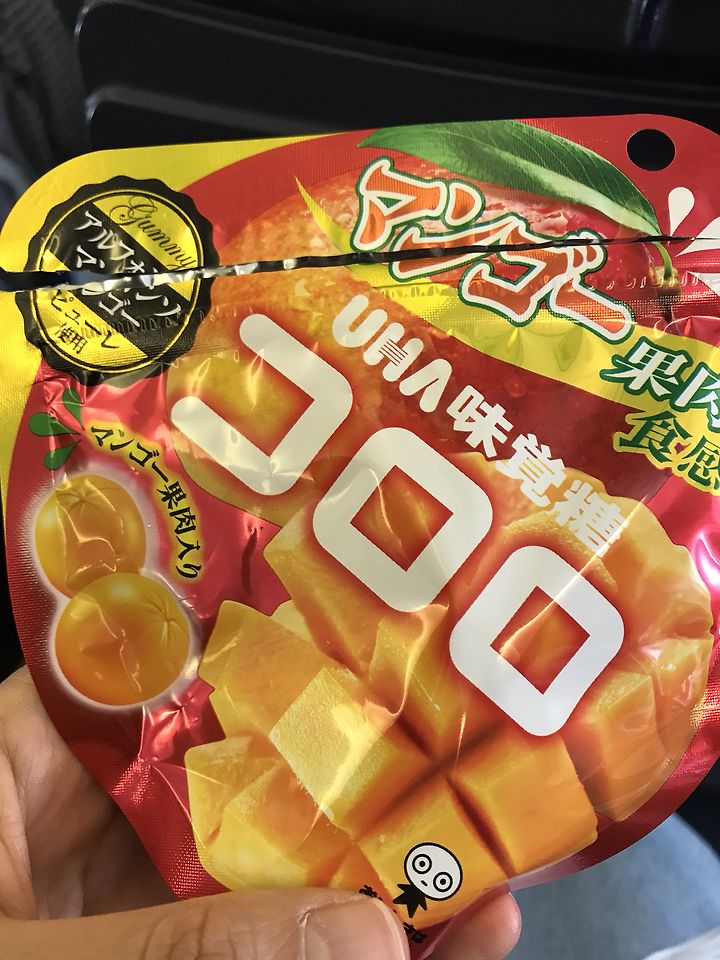 Gummy
アルフォンソ
マンゴー
ピューレ
使用
マンゴー
果肉
食感
UHA味覚糖
コロロ
マンゴー果肉入り